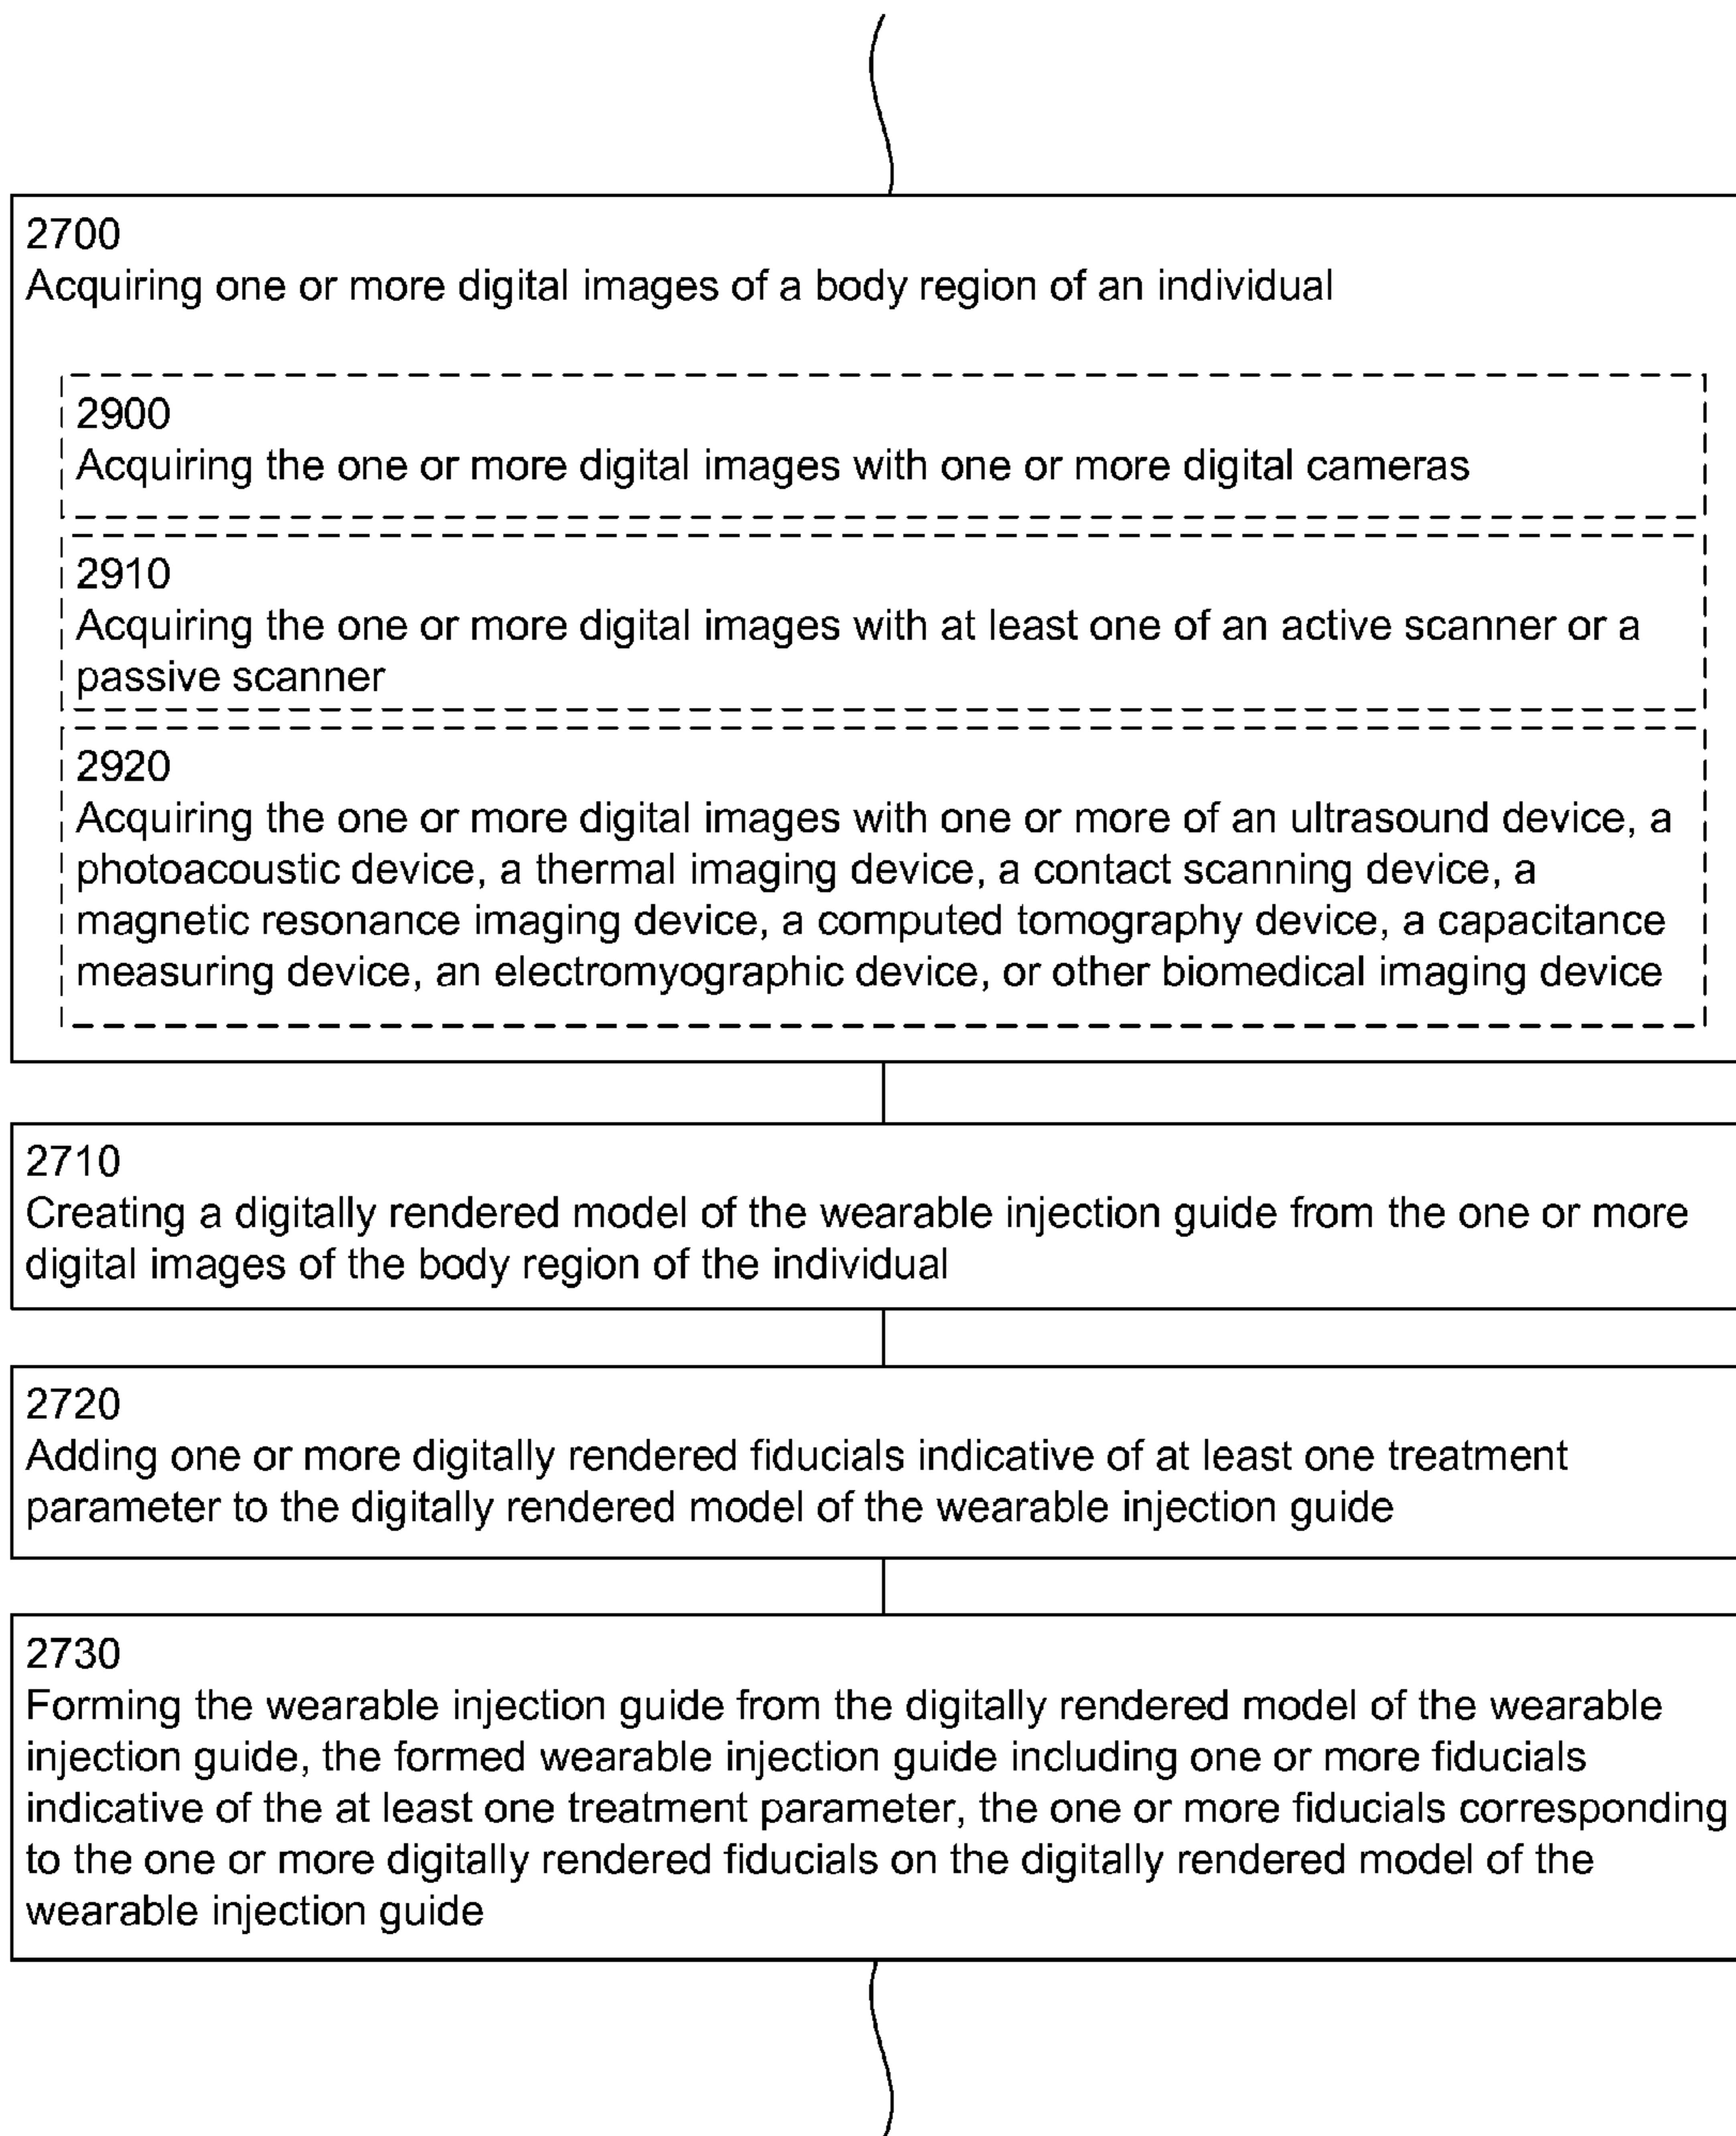 2700
Acquiring one or more digital images of a body region of an individual
2900
Acquiring the one or more digital images with one or more digital cameras
2910
Acquiring the one or more digital images with at least one of an active scanner or a
passive scanner
2920
Acquiring the one or more digital images with one or more of an ultrasound device, a
photoacoustic device, a thermal imaging device, a contact scanning device, a
magnetic resonance imaging device, a computed tomography device, a capacitance
measuring device, an electromyographic device, or other biomedical imaging device
2710
Creating a digitally rendered model of the wearable injection guide from the one or more
digital images of the body region of the individual
2720
Adding one or more digitally rendered fiducials indicative of at least one treatment
parameter to the digitally rendered model of the wearable injection guide
2730
Forming the wearable injection guide from the digitally rendered model of the wearable
injection guide, the formed wearable injection guide including one or more fiducials
indicative of the at least one treatment parameter, the one or more fiducials corresponding
to the one or more digitally rendered fiducials on the digitally rendered model of the
wearable injection guide